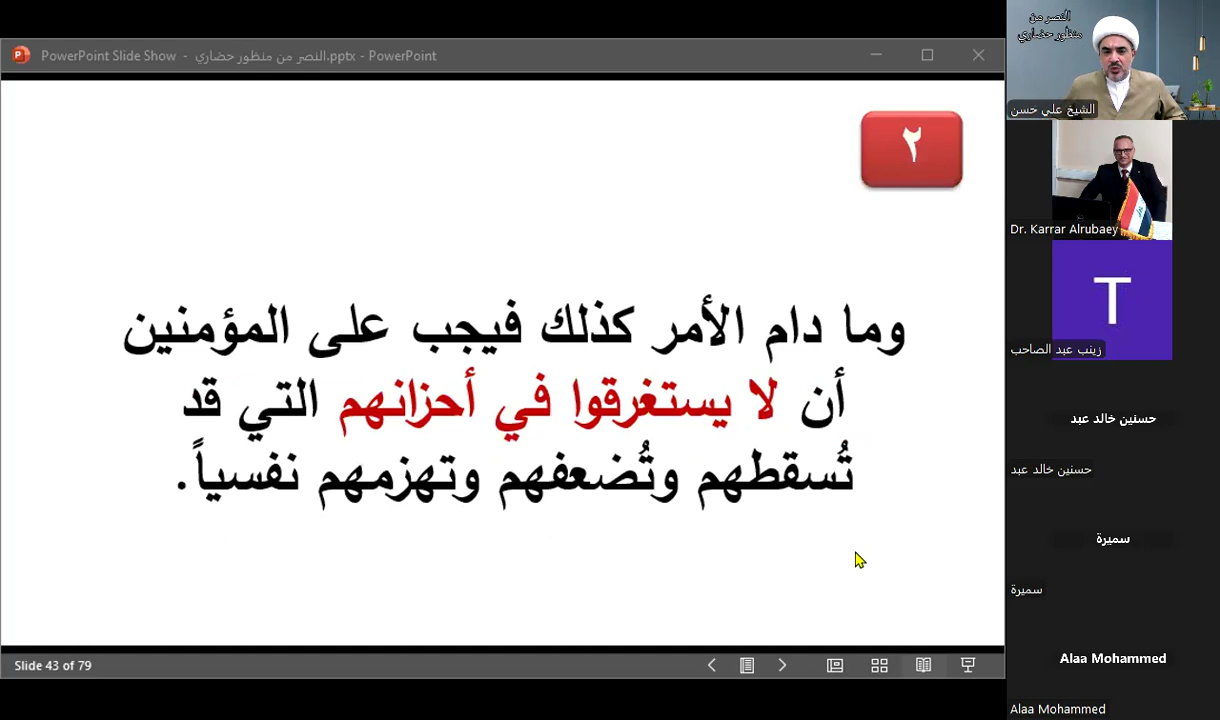 PowerPoint Slide Show - النصر من منظور حضاري.pptx - PowerPoint
٢
وما دام الأمر كذلك فيجب على المؤمنين
أن لا يستغرقوا في أحزانهم التي قد
تُسقطهم وتُضعفهم وتهزمهم نفسياً.
Slide 43 of 79
النصر من
منظور حضاري
الشيخ علي حسن
Dr. Karrar Alrubaey
T
زينب عبد الصاحب
حسنين خالد عبد
حسنين خالد عبد
سميرة
سميرة
Alaa Mohammed
Alaa Mohammed